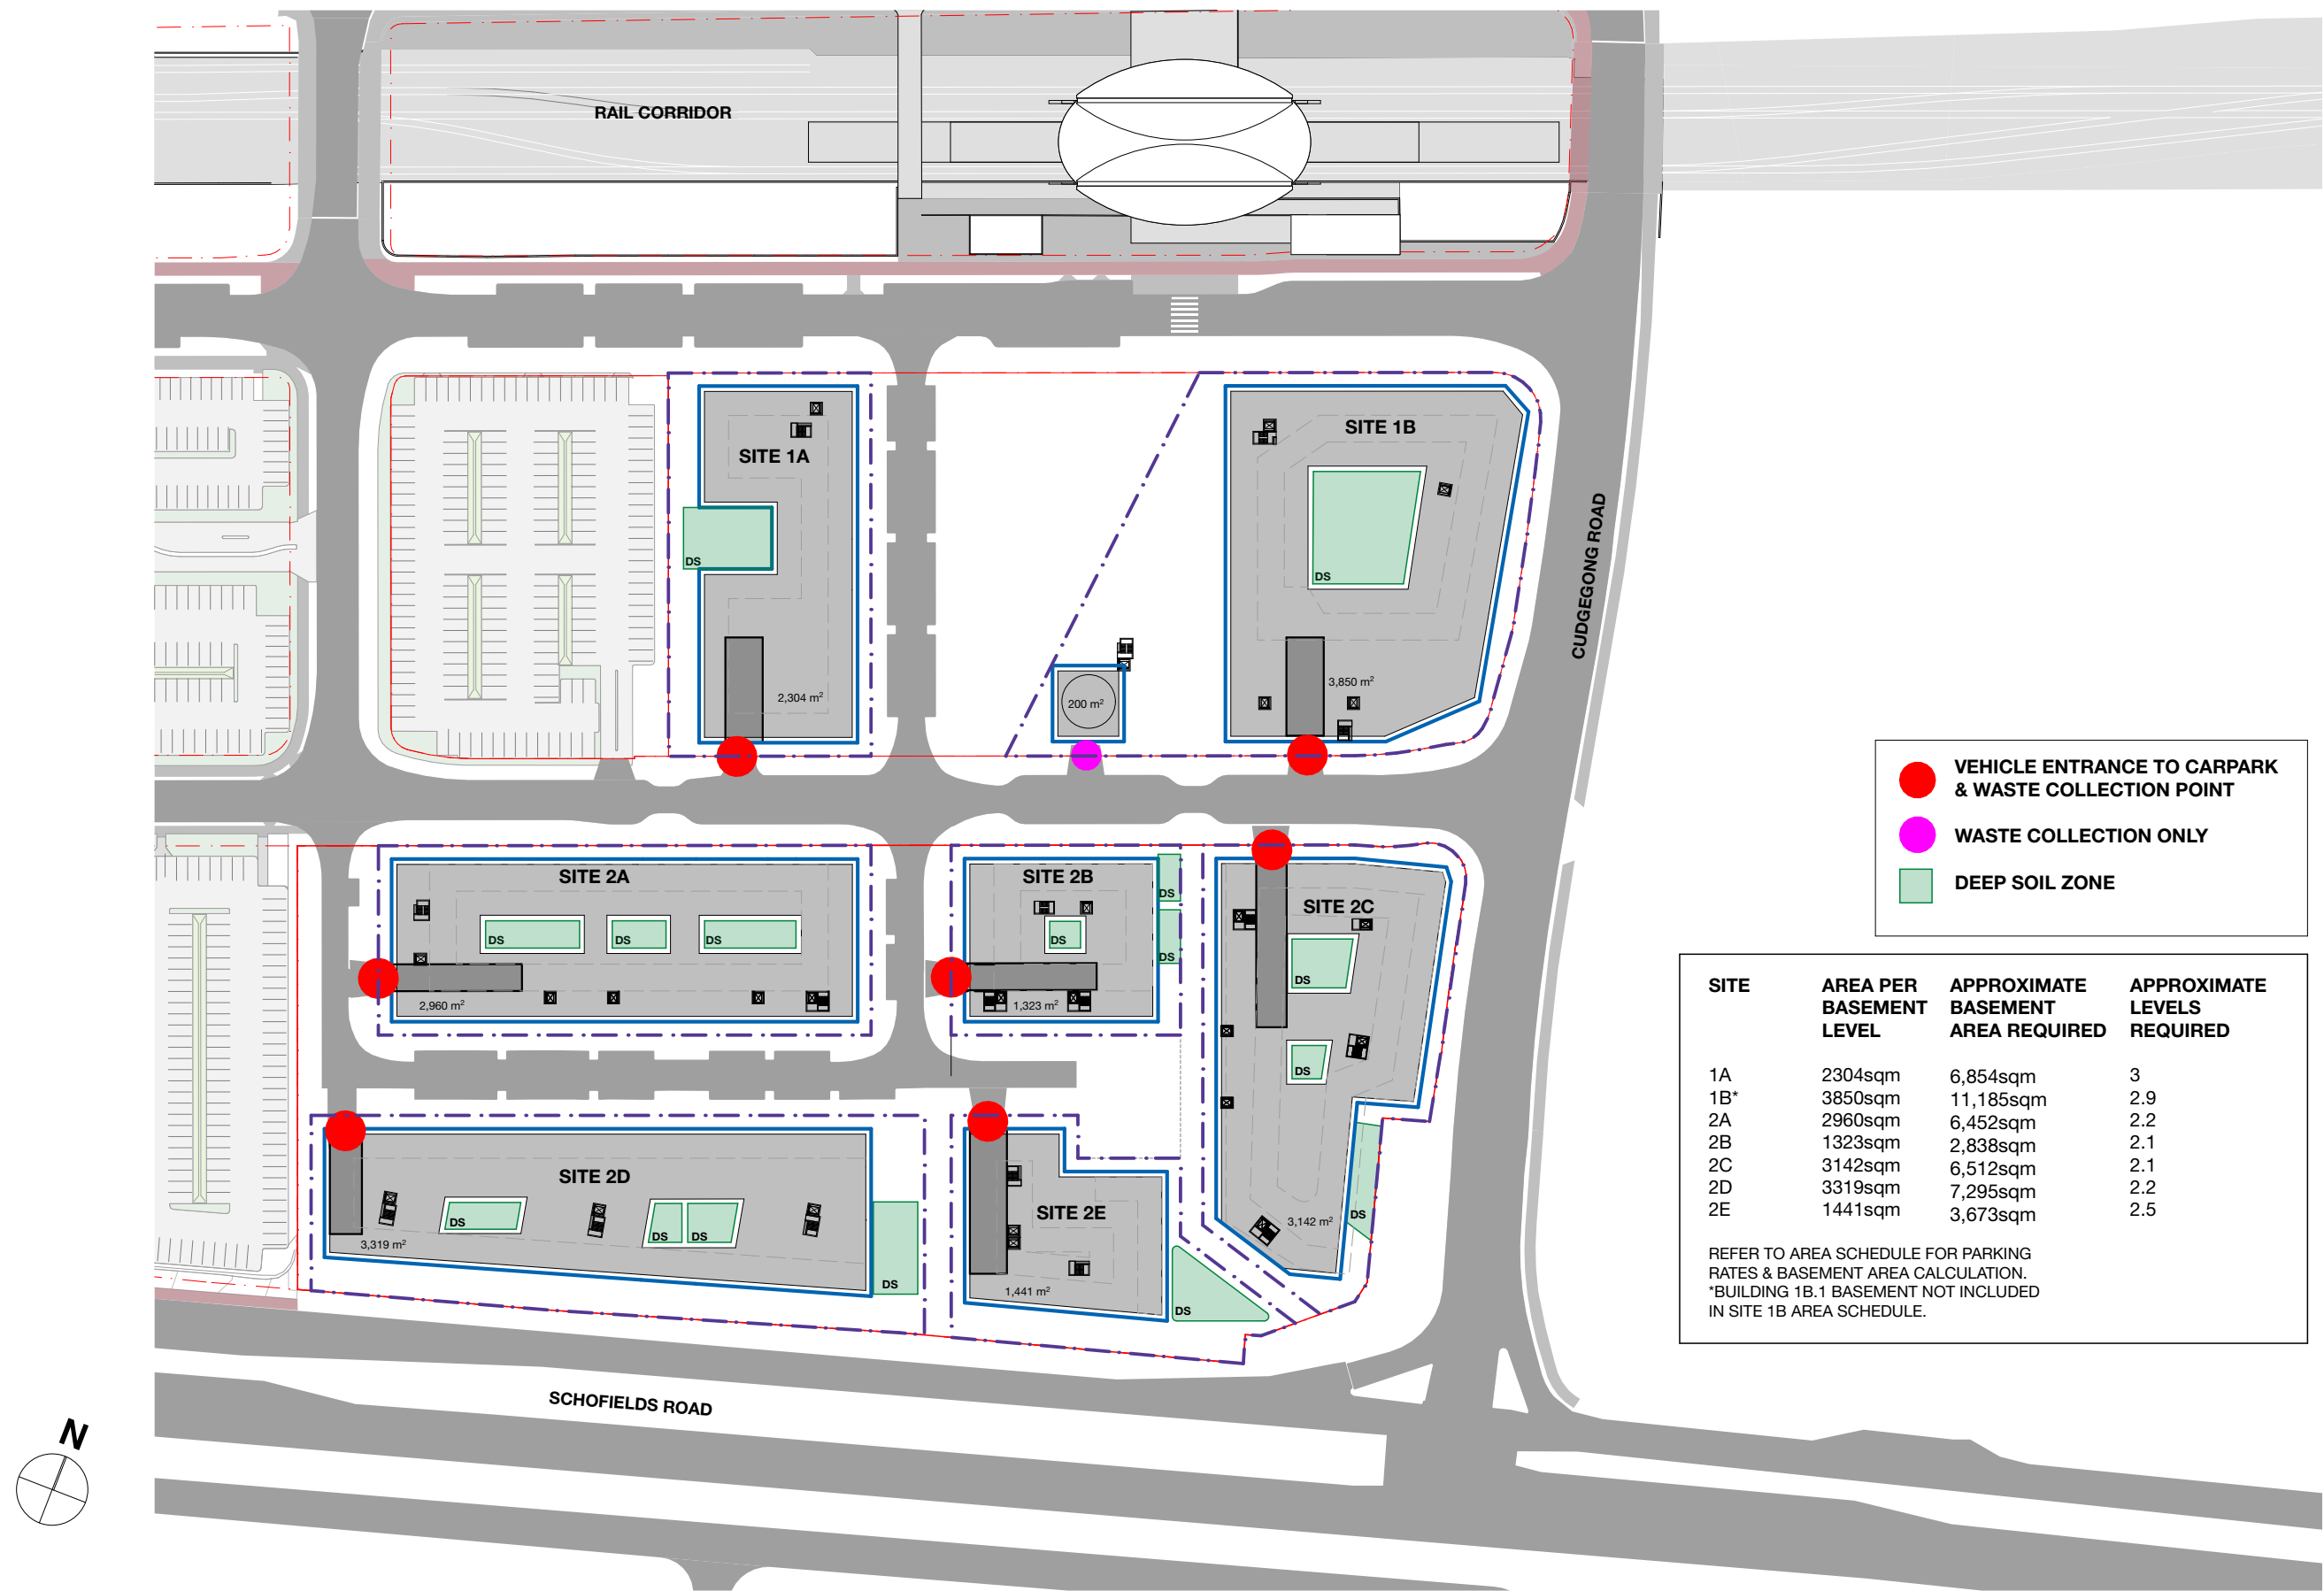 RAIL CORRIDOR
SITE 1A
DS
2,304 m²
200 m²
SITE 1B
DS
3,850 m²
CUDGEGONG ROAD
VEHICLE ENTRANCE TO CARPARK
& WASTE COLLECTION POINT
WASTE COLLECTION ONLY
DEEP SOIL ZONE
SITE 2A
DS
DS
DS
2,960 m²
SITE 2B
DS
DS
DS
1,323 m²
SITE 2C
DS
DS
DS
3,142 m²
SITE 2D
DS
DS
DS
DS
3,319 m²
SITE 2E
DS
1,441 m²
SITE AREA PER BASEMENT LEVEL APPROXIMATE BASEMENT AREA REQUIRED APPROXIMATE LEVELS REQUIRED
1A 2304sqm 6,854sqm 3
1B* 3850sqm 11,185sqm 2.9
2A 2960sqm 6,452sqm 2.2
2B 1323sqm 2,838sqm 2.1
2C 3142sqm 6,512sqm 2.1
2D 3319sqm 7,295sqm 2.2
2E 1441sqm 3,673sqm 2.5
REFER TO AREA SCHEDULE FOR PARKING
RATES & BASEMENT AREA CALCULATION.
*BUILDING 1B.1 BASEMENT NOT INCLUDED
IN SITE 1B AREA SCHEDULE.
SCHOFIELDS ROAD
N